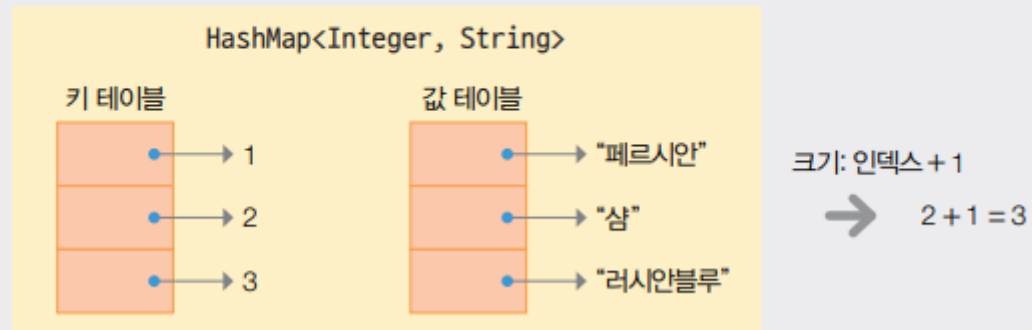 HashMap<Integer, String>
키 테이블
값 테이블
1
"페르시안"
2
"샴"
3
"러시안블루"
크기: 인덱스 + 1
2 + 1 = 3